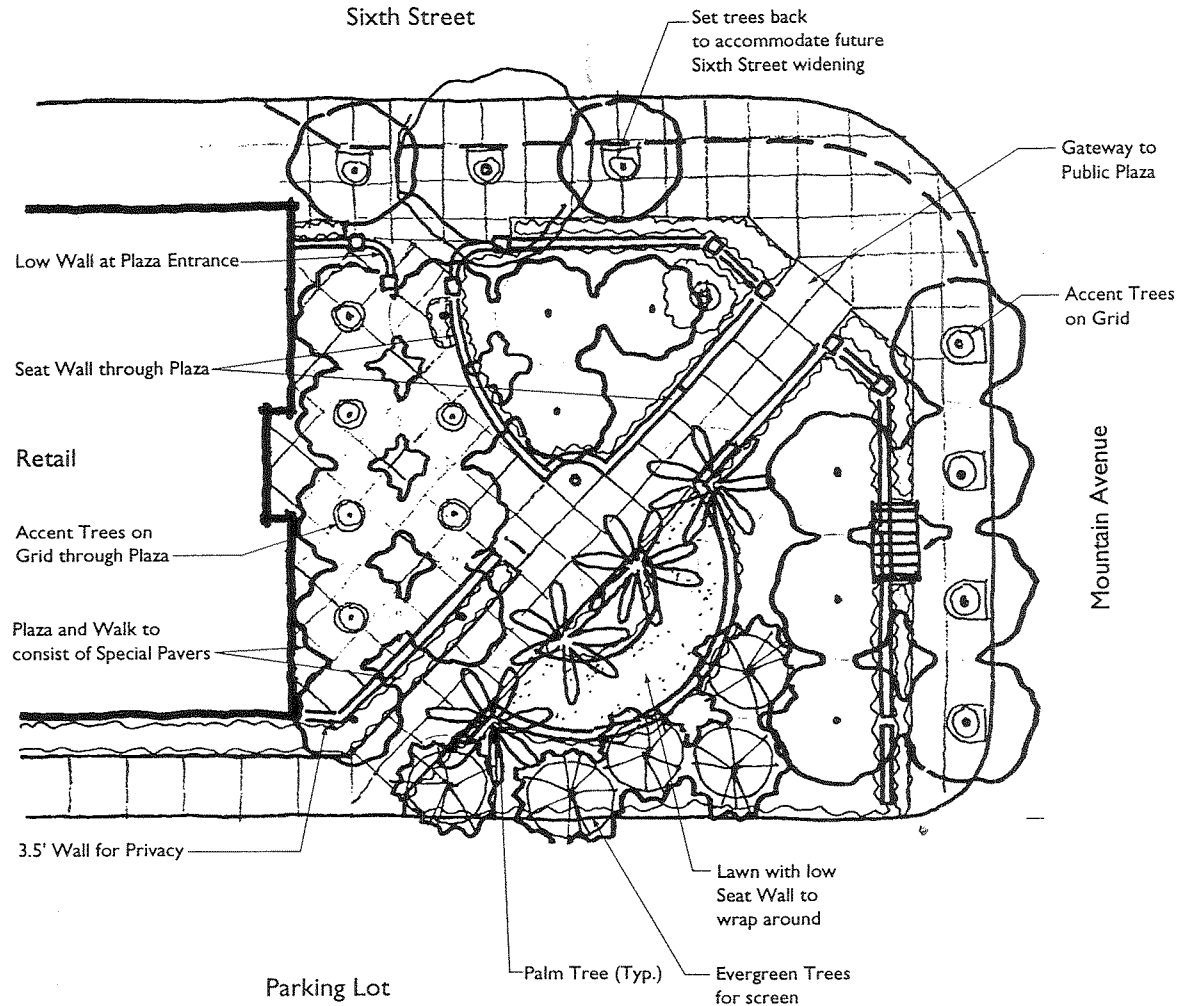 Sixth Street
Set trees back
to accommodate future
Sixth Street widening
Gateway to
Public Plaza
Low Wall at Plaza Entrance
Accent Trees
on Grid
Seat Wall through Plaza
Retail
Mountain Avenue
Accent Trees on
Grid through Plaza
Plaza and Walk to
consist of Special Pavers
3.5' Wall for Privacy
Lawn with low
Seat Wall to
wrap around
Palm Tree (Typ.)
Evergreen Trees
for screen
Parking Lot